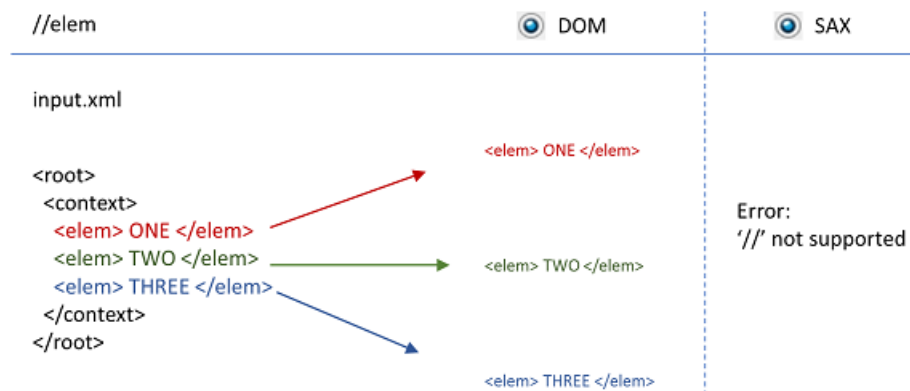 //elem
DOM
SAX
input.xml
<root>
<context>
<elem> ONE </elem>
<elem> TWO </elem>
<elem> THREE </elem>
</context>
</root>
<elem> ONE </elem>
<elem> TWO </elem>
<elem> THREE </elem>
Error:
‘//’ not supported